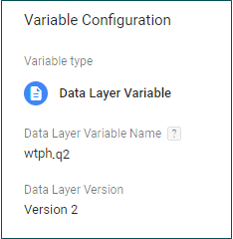 Variable Configuration
Variable type
Data Layer Variable
Data Layer Variable Name ?
wtph.q2
Data Layer Version
Version 2